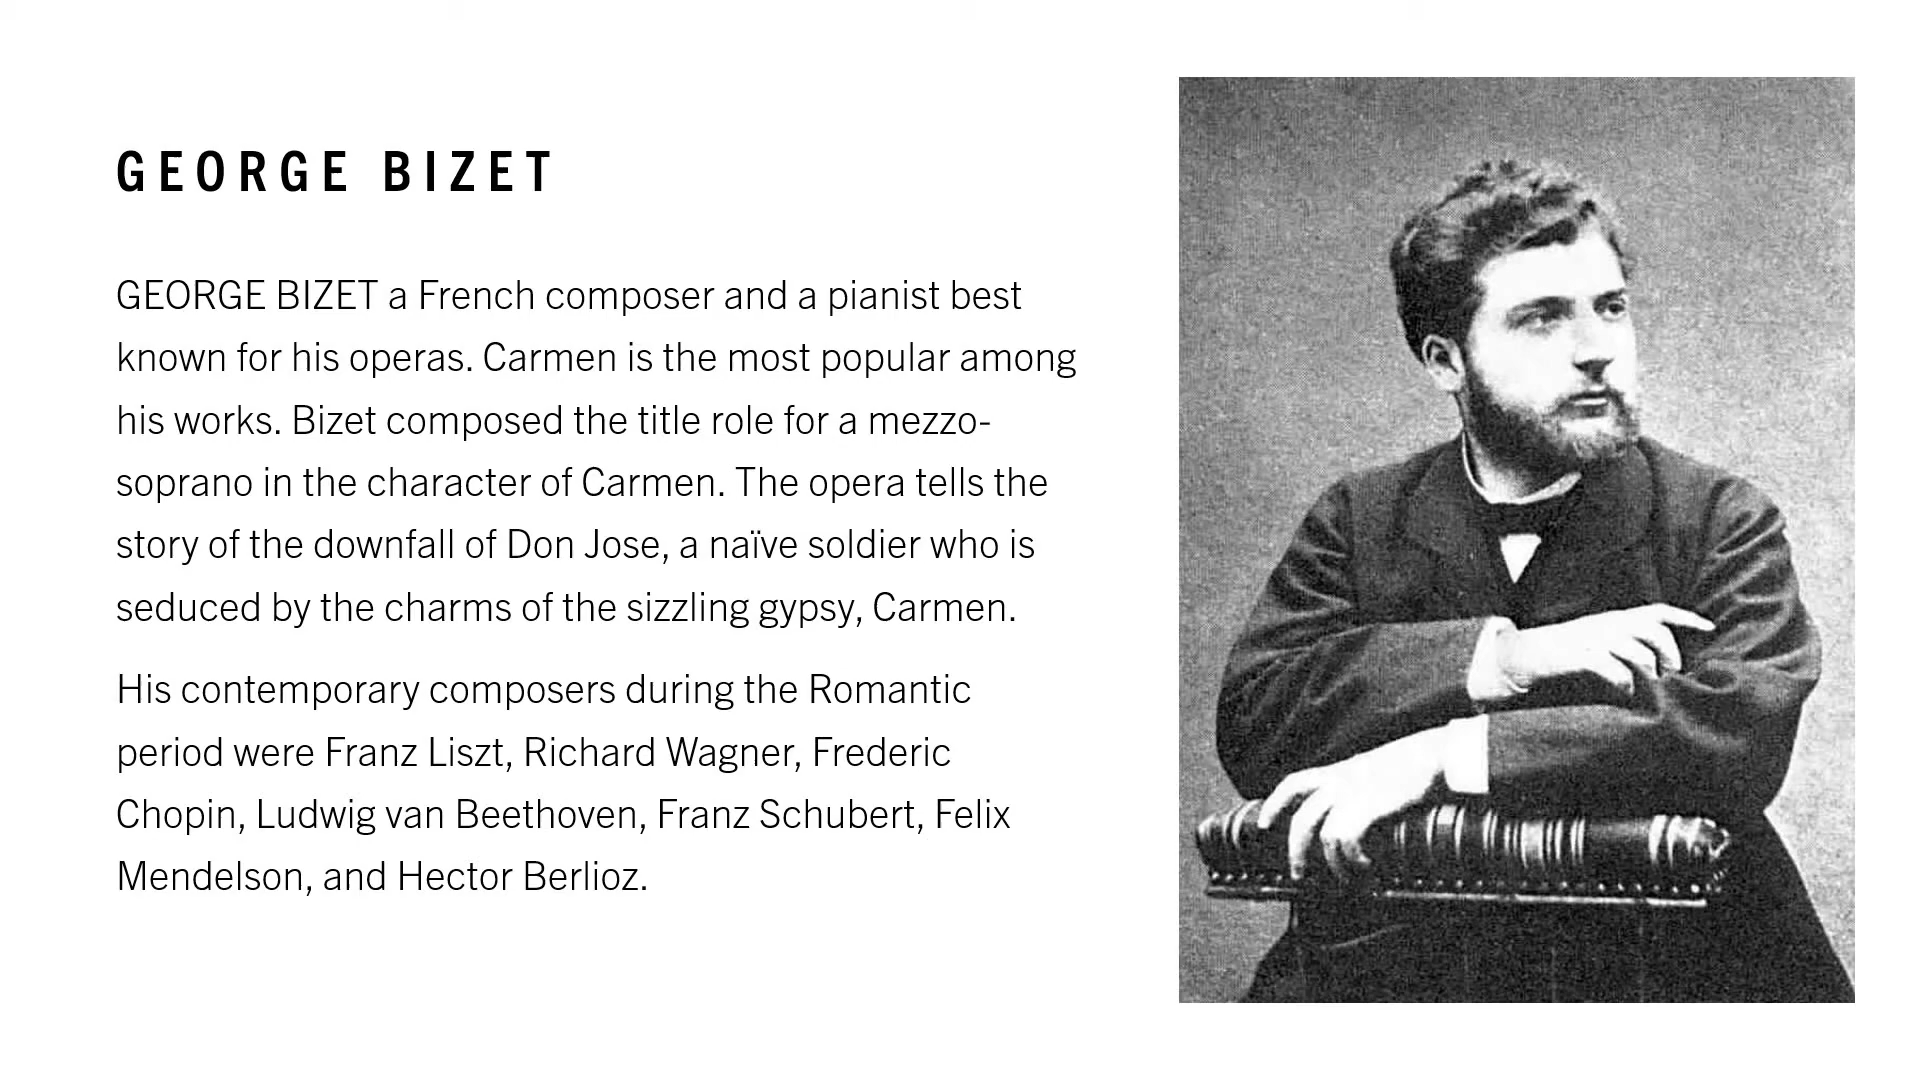 GEORGE BIZET
GEORGE BIZET a French composer and a pianist best
known for his operas. Carmen is the most popular among
his works. Bizet composed the title role for a mezzo-
soprano in the character of Carmen. The opera tells the
story of the downfall of Don Jose, a naïve soldier who is
seduced by the charms of the sizzling gypsy, Carmen.
His contemporary composers during the Romantic
period were Franz Liszt, Richard Wagner, Frederic
Chopin, Ludwig van Beethoven, Franz Schubert, Felix
Mendelson, and Hector Berlioz.